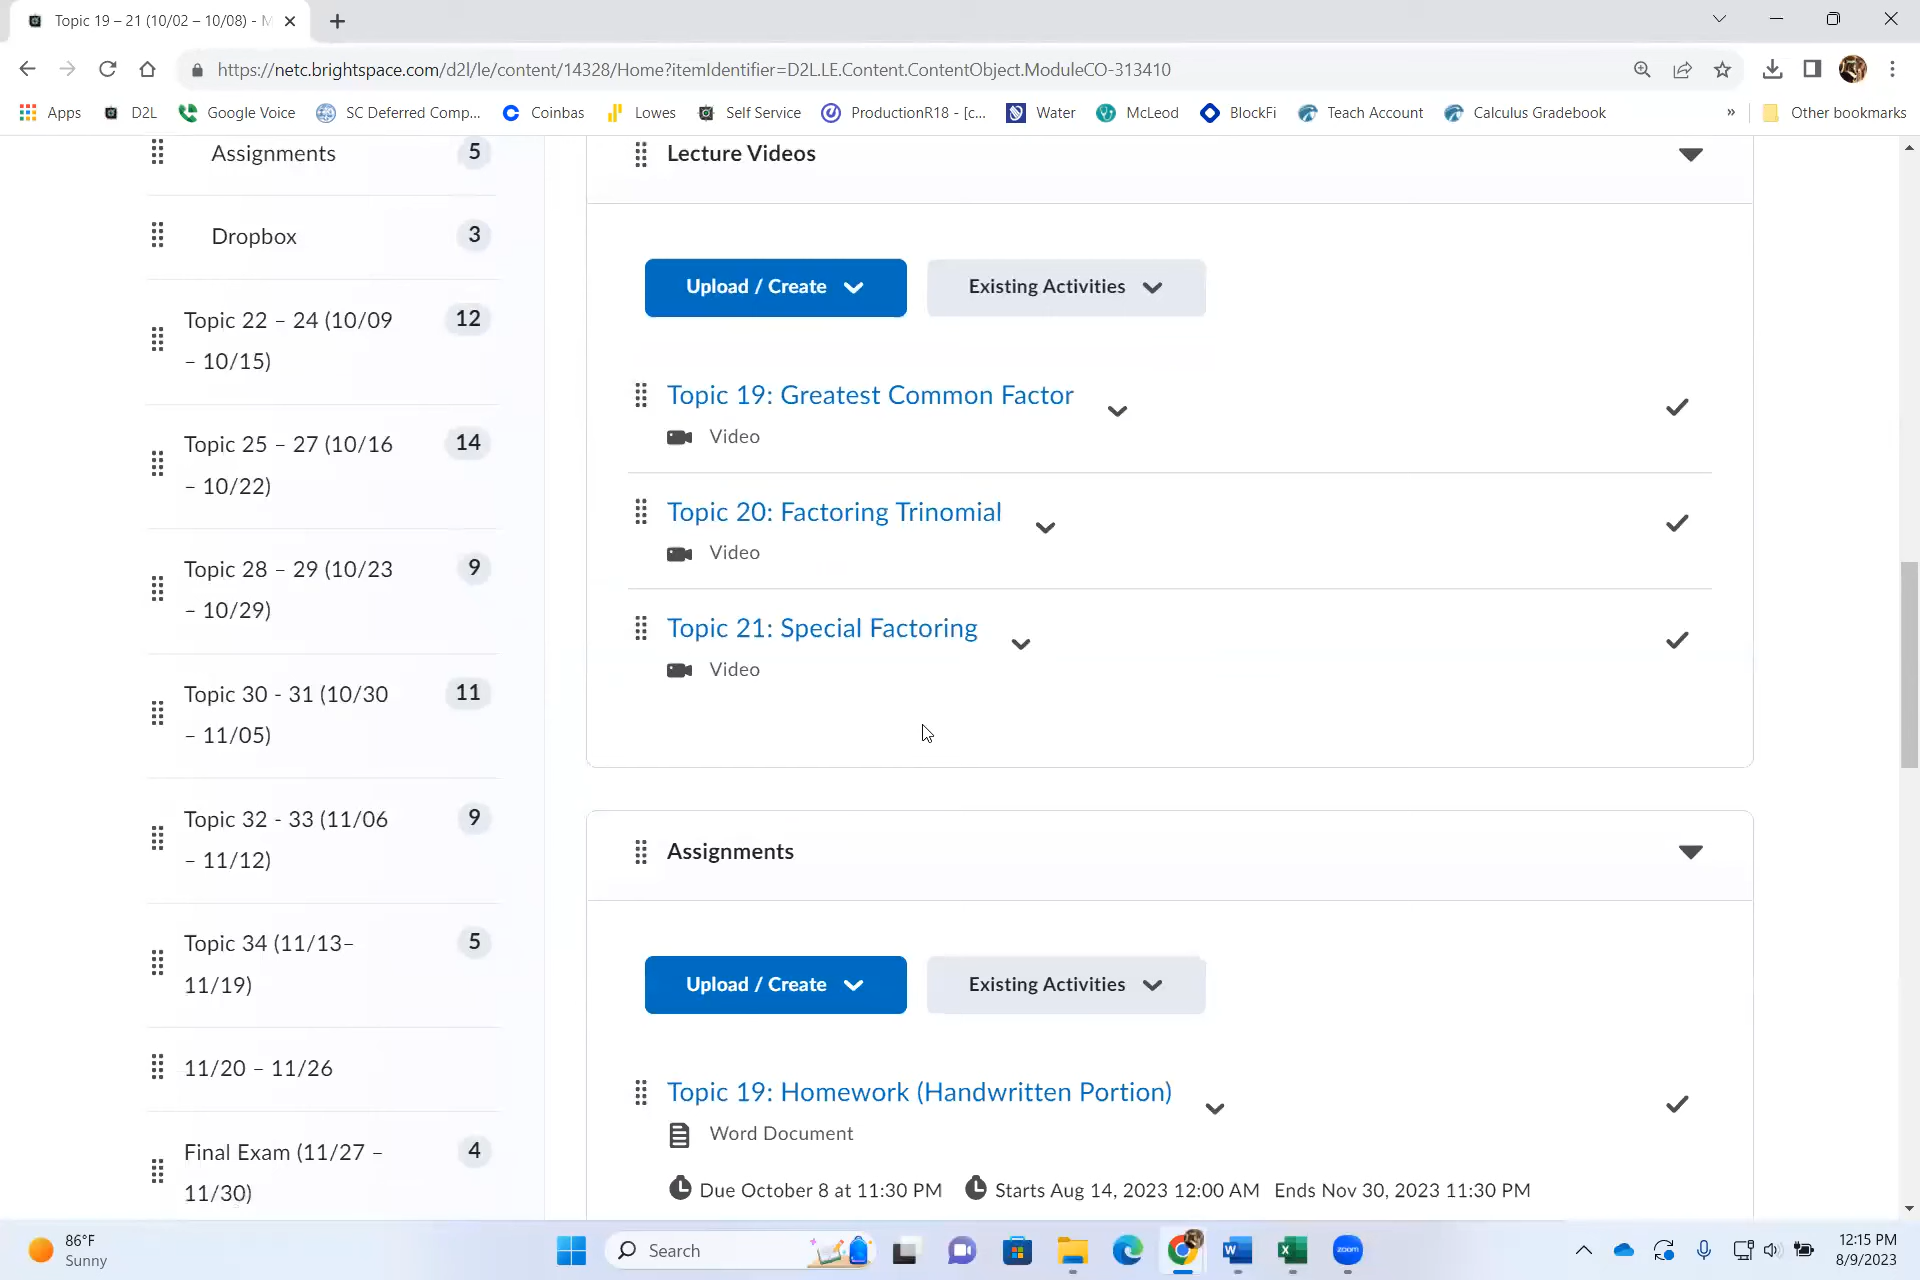 Topic 19 – 21 (10/02 – 10/08) - M
https://netc.brightspace.com/d2l/le/content/14328/Home?itemIdentifier=D2L.LE.Content.ContentObject.ModuleCO-313410
Apps D2L Google Voice SC Deferred Comp... Coinbas Lowes Self Service ProductionR18 - [c... Water McLeod BlockFi Teach Account Calculus Gradebook » Other bookmarks
Assignments 5
Dropbox 3
Topic 22 – 24 (10/09 12
– 10/15)
Topic 25 – 27 (10/16 14
– 10/22)
Topic 28 – 29 (10/23 9
– 10/29)
Topic 30 - 31 (10/30 11
– 11/05)
Topic 32 - 33 (11/06 9
– 11/12)
Topic 34 (11/13– 5
11/19)
11/20 – 11/26
Final Exam (11/27 – 4
11/30)
Lecture Videos
Upload / Create Existing Activities
Topic 19: Greatest Common Factor
Video
Topic 20: Factoring Trinomial
Video
Topic 21: Special Factoring
Video
Assignments
Upload / Create Existing Activities
Topic 19: Homework (Handwritten Portion)
Word Document
Due October 8 at 11:30 PM Starts Aug 14, 2023 12:00 AM Ends Nov 30, 2023 11:30 PM
86°F
Sunny
Search
zoom
12:15 PM
8/9/2023